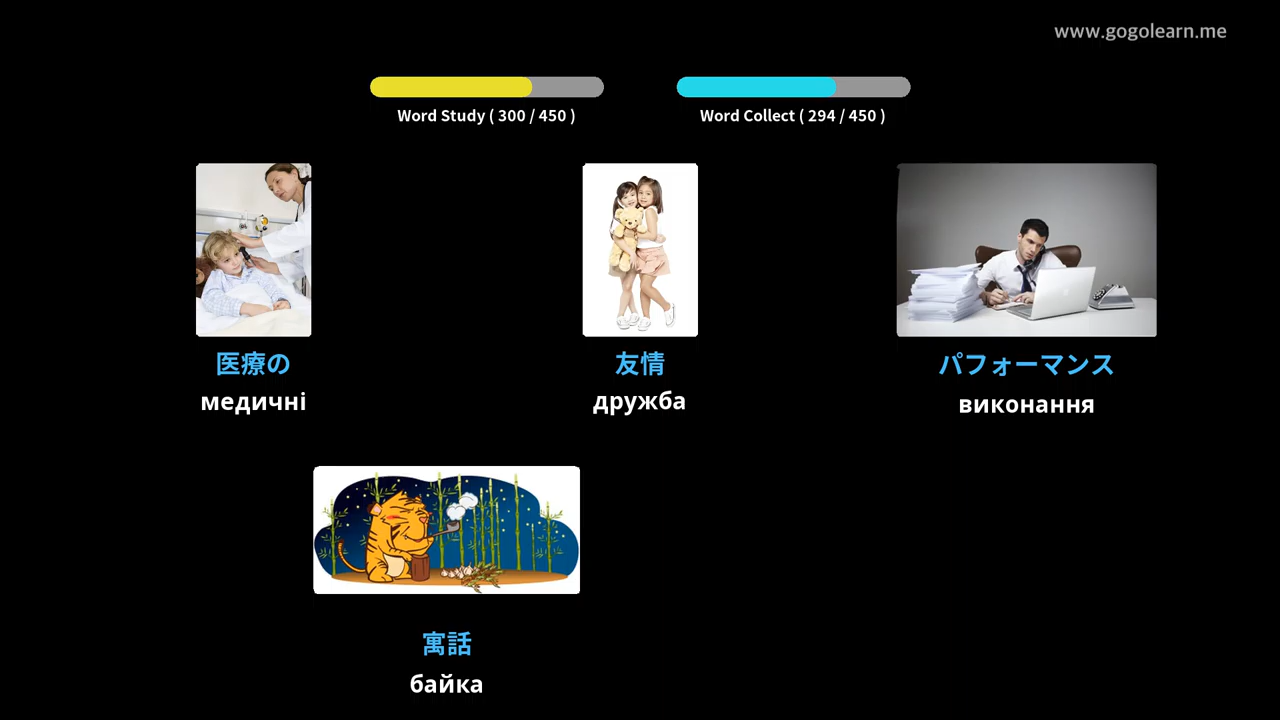 www.gogolearn.me
Word Study ( 300 / 450 )
Word Collect ( 294 / 450 )
医療の
медичні
友情
дружба
パフォーマンス
виконання
寓話
байка